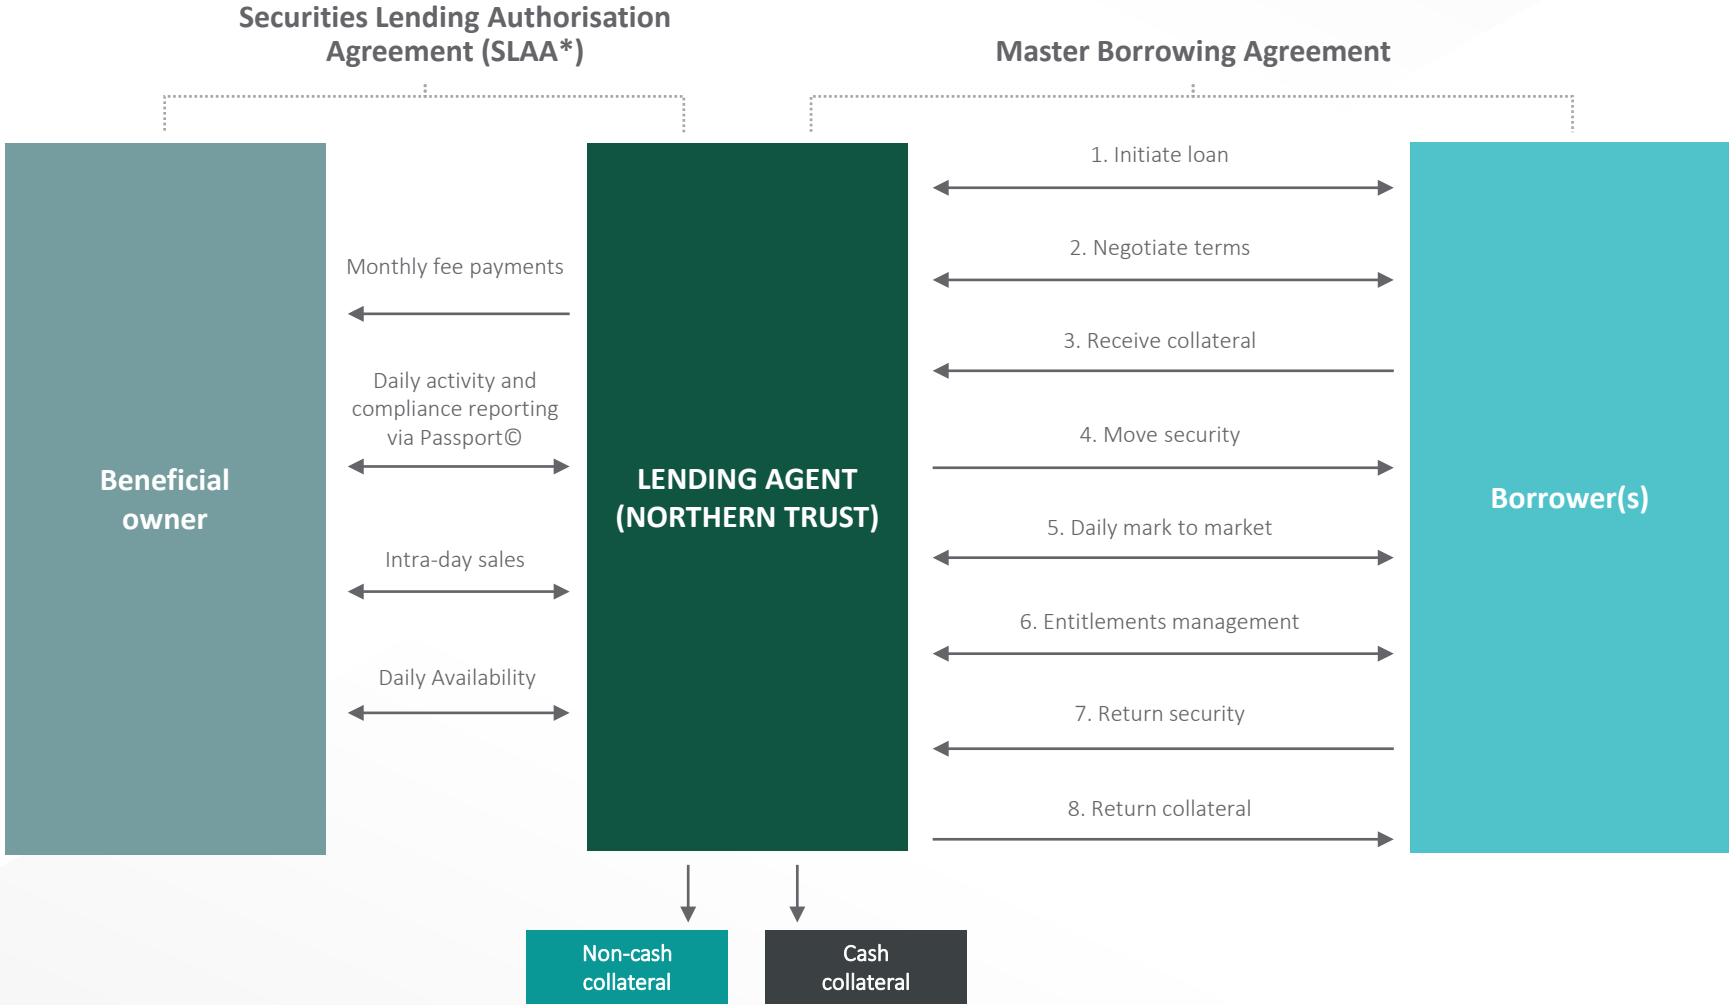 Securities Lending Authorisation
Agreement (SLAA*)
Master Borrowing Agreement
Beneficial
owner
Monthly fee payments
Daily activity and
compliance reporting
via Passport©
Intra-day sales
Daily Availability
LENDING AGENT
(NORTHERN TRUST)
1. Initiate loan
2. Negotiate terms
3. Receive collateral
4. Move security
5. Daily mark to market
6. Entitlements management
7. Return security
8. Return collateral
Borrower(s)
Non-cash
collateral
Cash
collateral